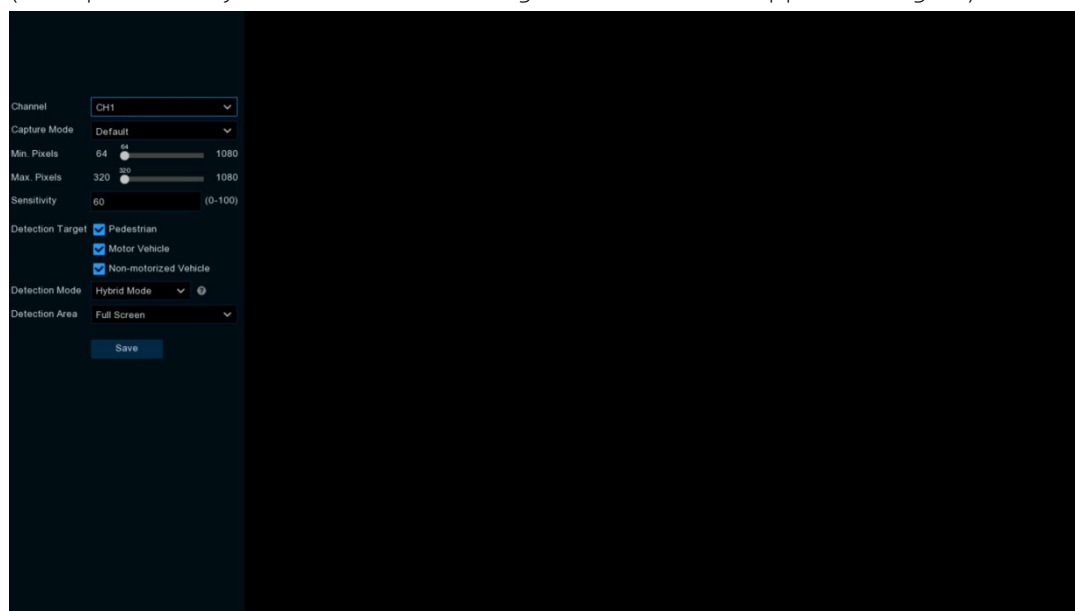 Channel CH1
Capture Mode Default
Min. Pixels 64 64 1080
Max. Pixels 320 320 1080
Sensitivity 60 (0-100)
Detection Target Pedestrian
Motor Vehicle
Non-motorized Vehicle
Detection Mode Hybrid Mode ?
Detection Area Full Screen
Save